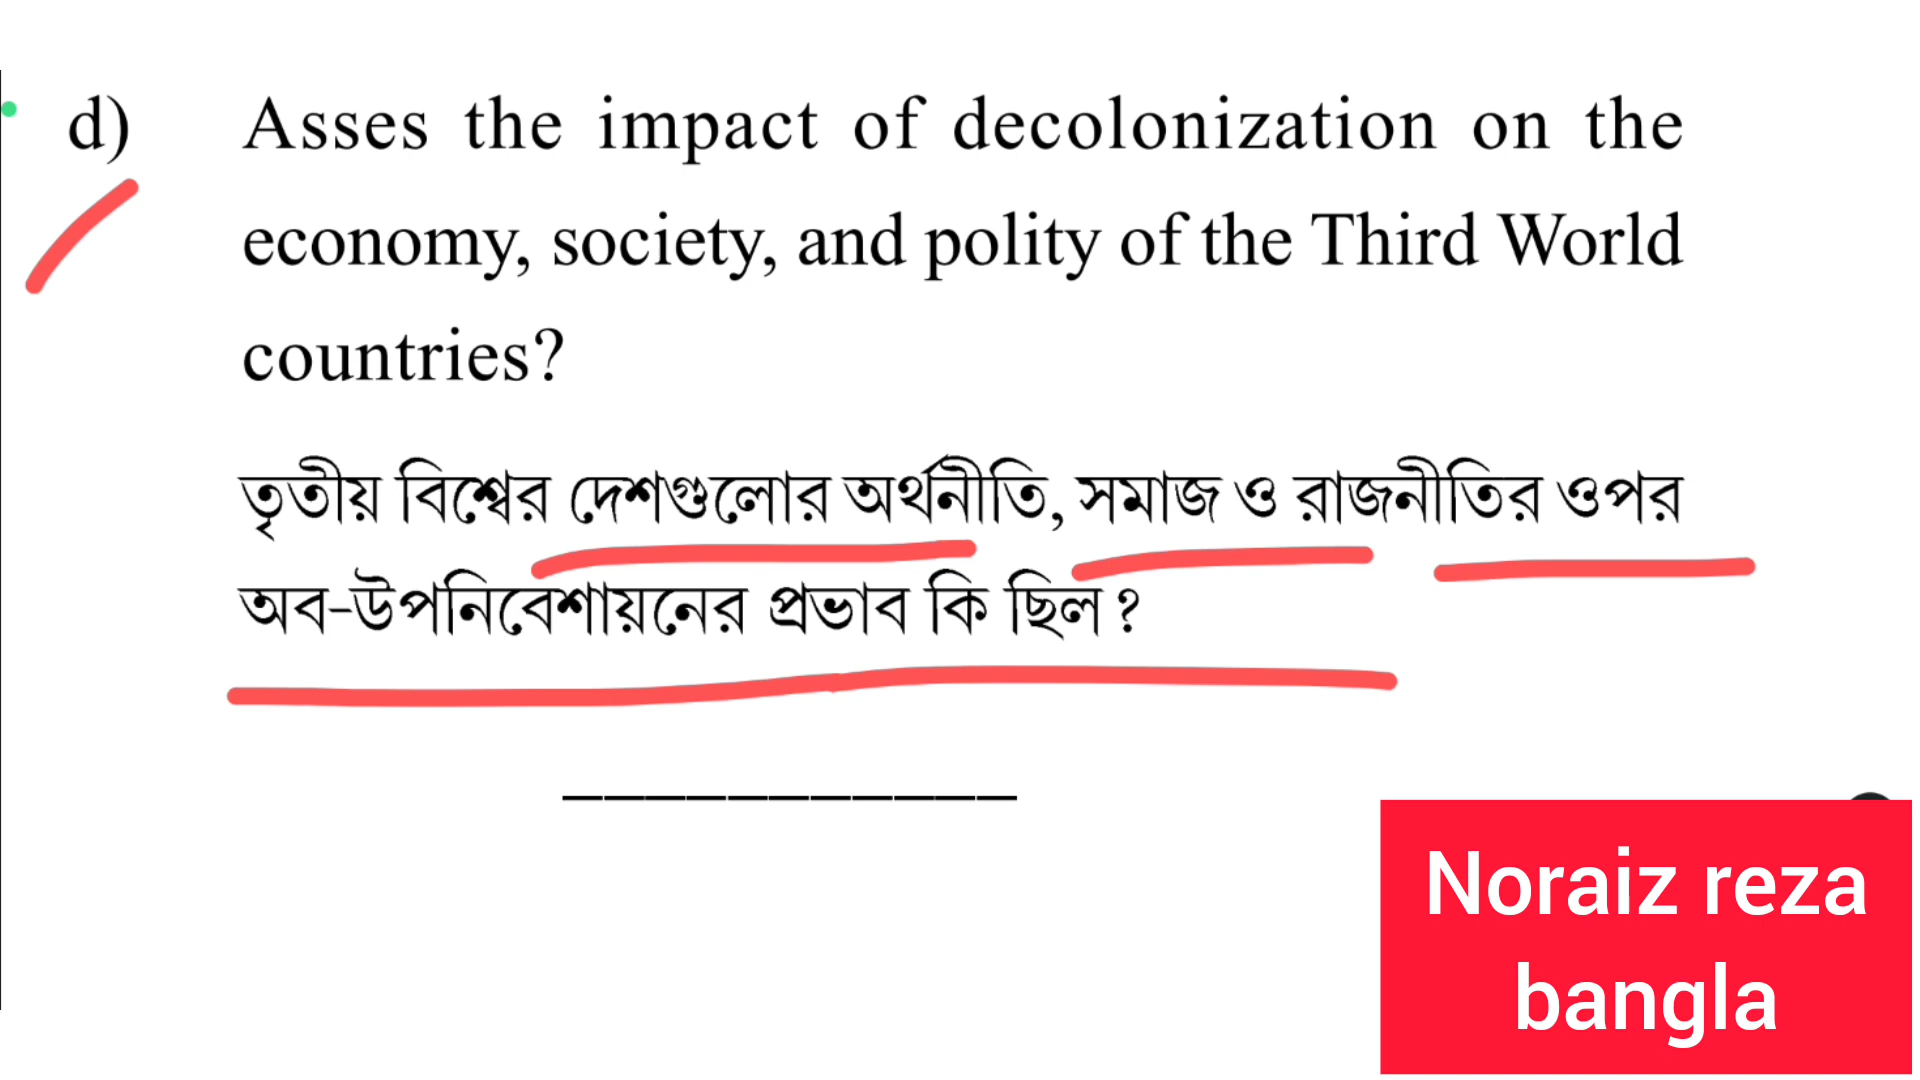 d) Asses the impact of decolonization on the
economy, society, and polity of the Third World
countries?
তৃতীয় বিশ্বের দেশগুলোর অর্থনীতি, সমাজ ও রাজনীতির ওপর
অব-উপনিবেশায়নের প্রভাব কি ছিল ?
Noraiz reza
bangla